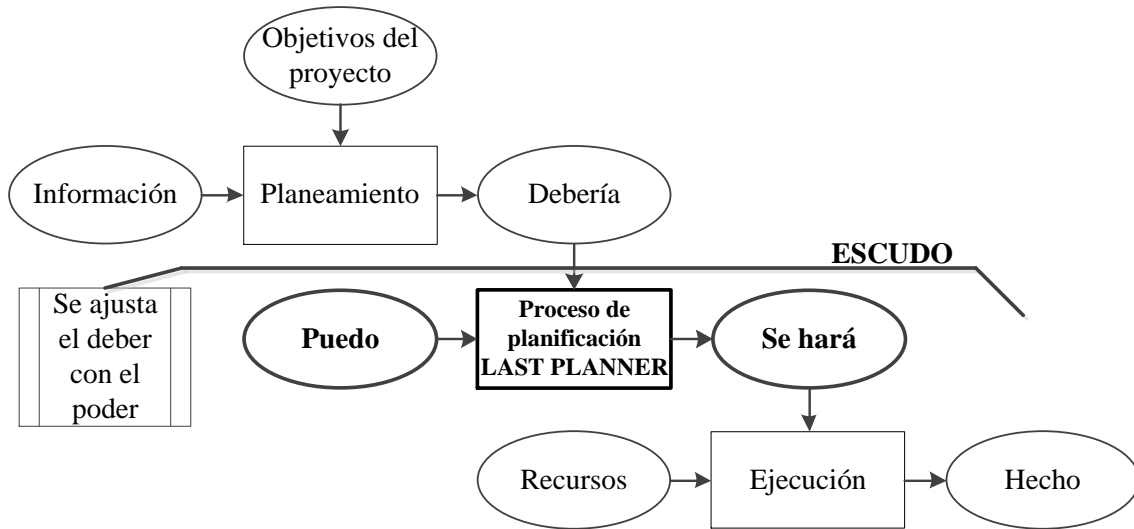 Objetivos del
proyecto
Información
Planeamiento
Debería
ESCUDO
Se ajusta
el deber
con el
poder
Puedo
Proceso de
planificación
LAST PLANNER
Se hará
Recursos
Ejecución
Hecho